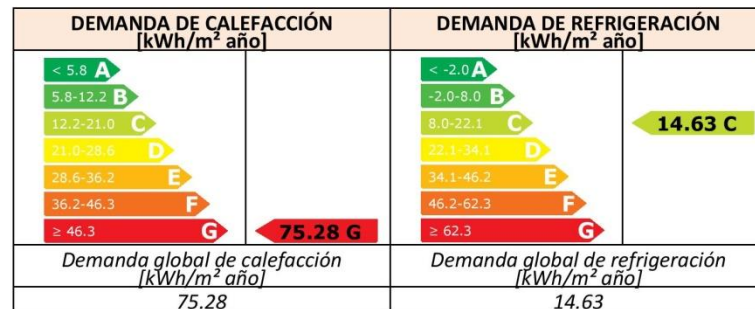 DEMANDA DE CALEFACCIÓN
[kWh/m² año]
< 5.8 A
5.8-12.2 B
12.2-21.0 C
21.0-28.6 D
28.6-36.2 E
36.2-46.3 F
≥ 46.3 G
75.28 G
Demanda global de calefacción
[kWh/m² año]
75.28
DEMANDA DE REFRIGERACIÓN
[kWh/m² año]
< -2.0 A
-2.0-8.0 B
8.0-22.1 C
22.1-34.1 D
34.1-46.2 E
46.2-62.3 F
≥ 62.3 G
14.63 C
Demanda global de refrigeración
[kWh/m² año]
14.63